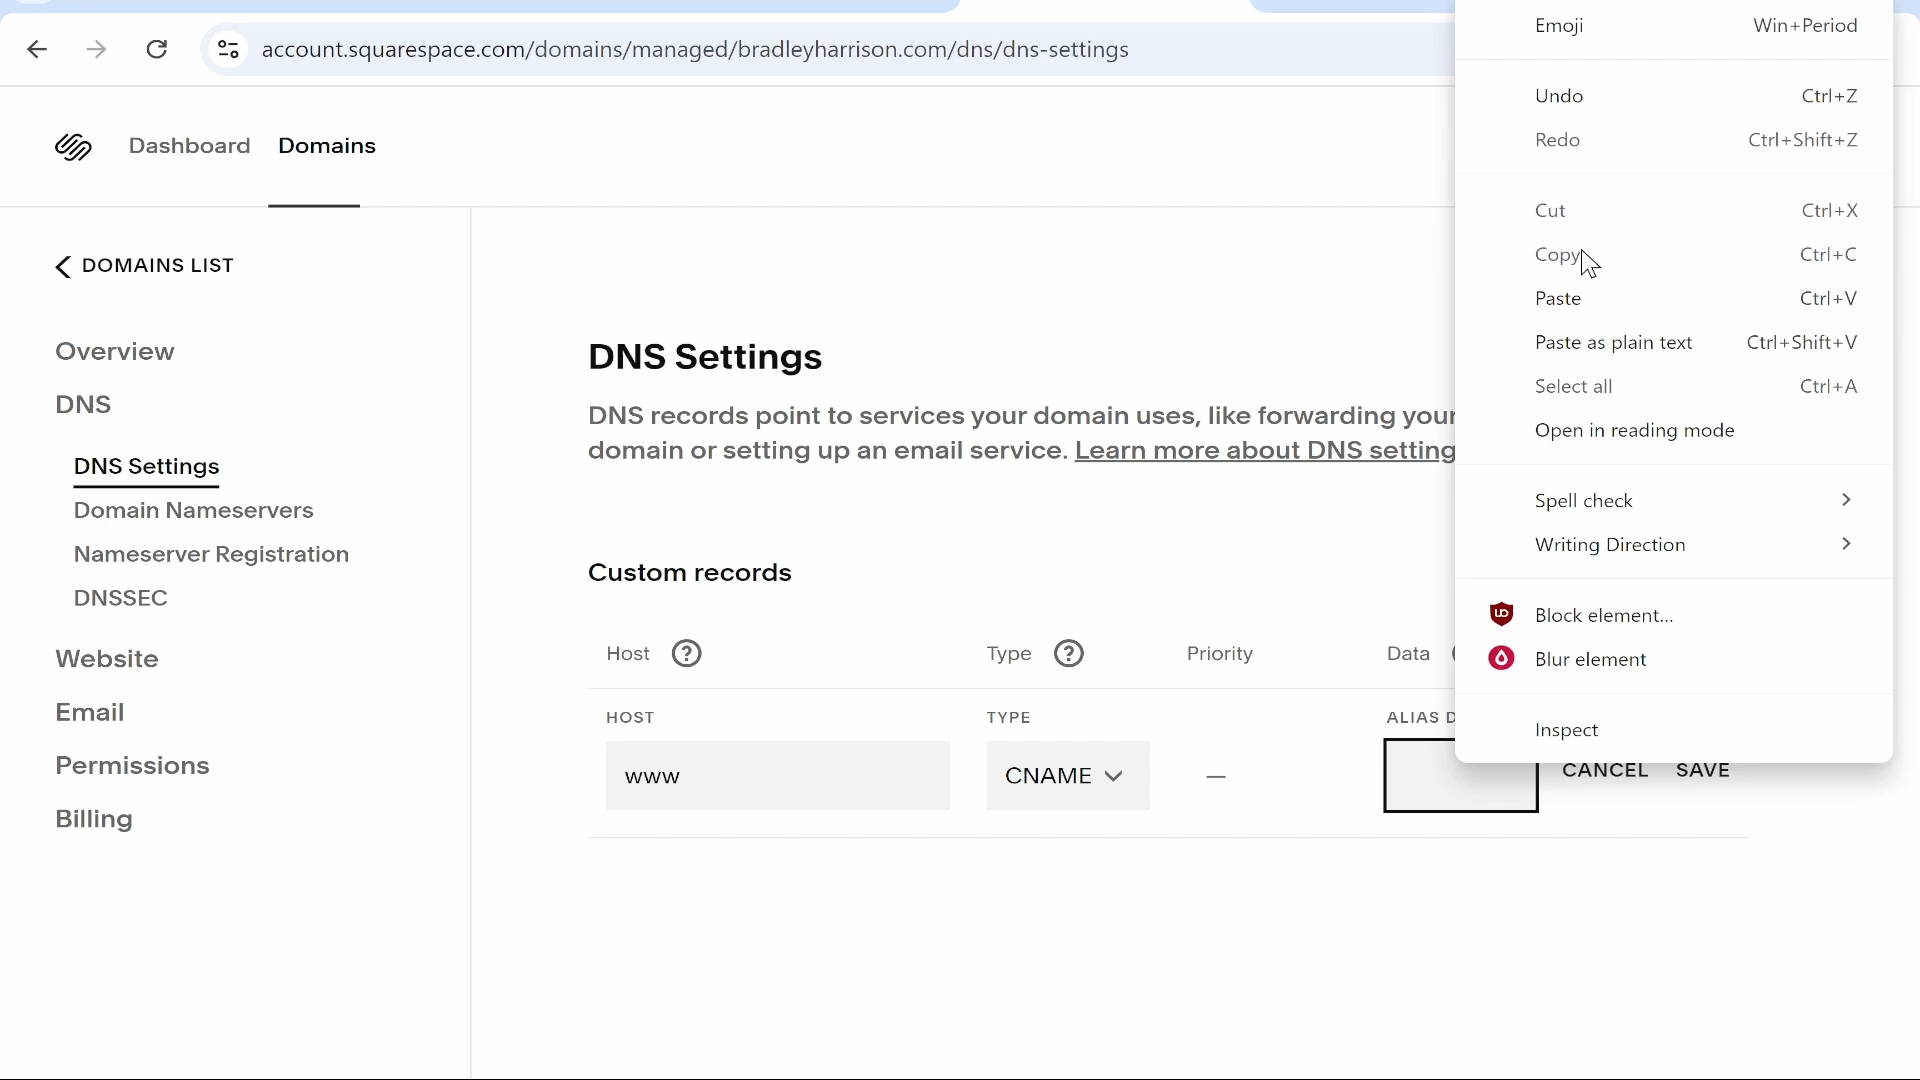 account.squarespace.com/domains/managed/bradleyharrison.com/dns/dns-settings
Dashboard
Domains
DOMAINS LIST
Overview
DNS
DNS Settings
Domain Nameservers
Nameserver Registration
DNSSEC
Website
Email
Permissions
Billing
DNS Settings
DNS records point to services your domain uses, like forwarding your
domain or setting up an email service. Learn more about DNS setting
Custom records
Host ?
Type ?
Priority
Data
HOST
TYPE
ALIAS D
www
CNAME
—
CANCEL
SAVE
Emoji Win+Period
Undo Ctrl+Z
Redo Ctrl+Shift+Z
Cut Ctrl+X
Copy Ctrl+C
Paste Ctrl+V
Paste as plain text Ctrl+Shift+V
Select all Ctrl+A
Open in reading mode
Spell check
Writing Direction
Block element...
Blur element
Inspect